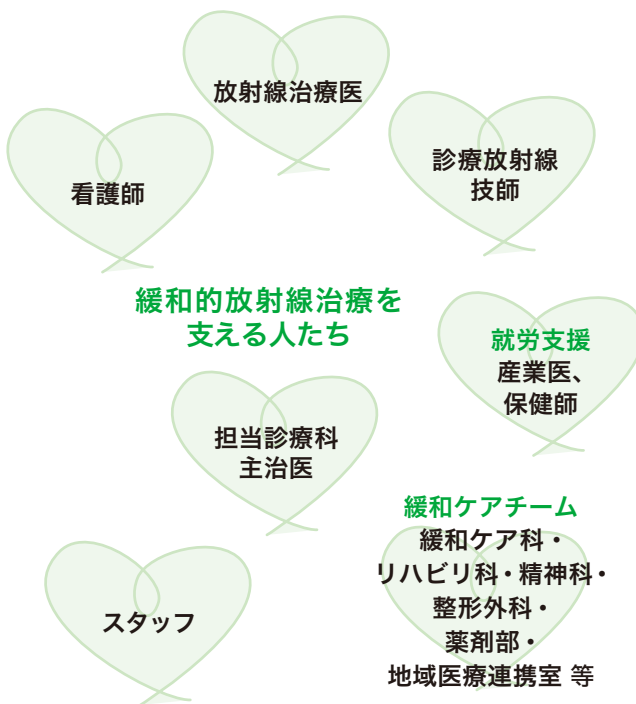 放射線治療医
看護師
診療放射線
技師
緩和的放射線治療を
支える人たち
就労支援
産業医、
保健師
担当診療科
主治医
緩和ケアチーム
緩和ケア科・
リハビリ科・精神科・
整形外科・
薬剤部・
地域医療連携室 等
スタッフ